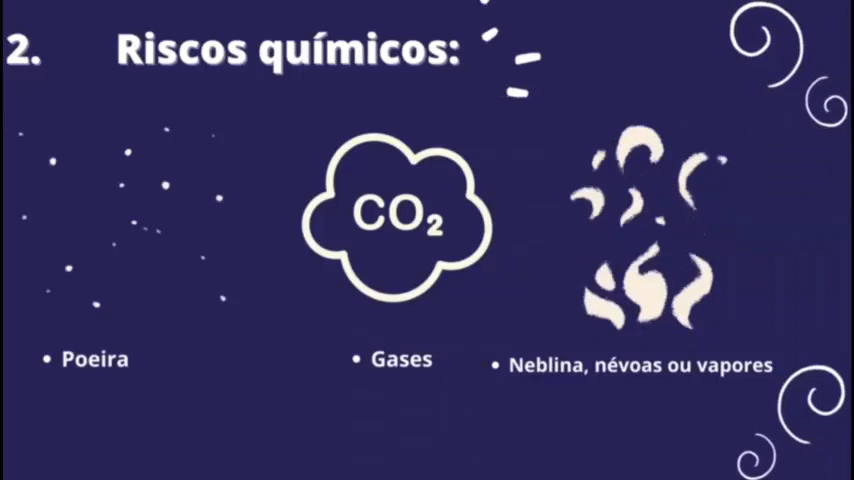 2. Riscos químicos:
CO₂
• Poeira
• Gases
• Neblina, névoas ou vapores